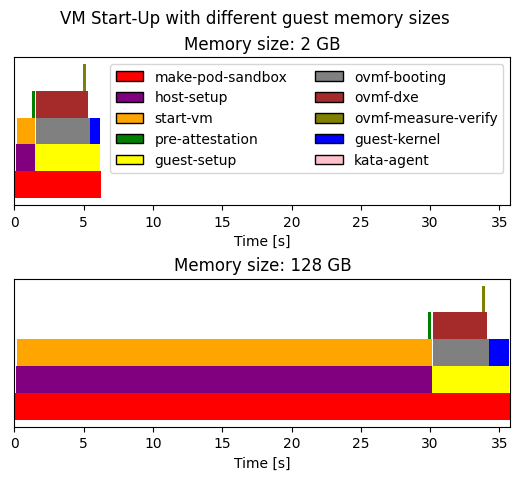 VM Start-Up with different guest memory sizes
Memory size: 2 GB
make-pod-sandbox
host-setup
start-vm
pre-attestation
guest-setup
ovmf-booting
ovmf-dxe
ovmf-measure-verify
guest-kernel
kata-agent
0 5 10 15 20 25 30 35
Time [s]
Memory size: 128 GB
0 5 10 15 20 25 30 35
Time [s]